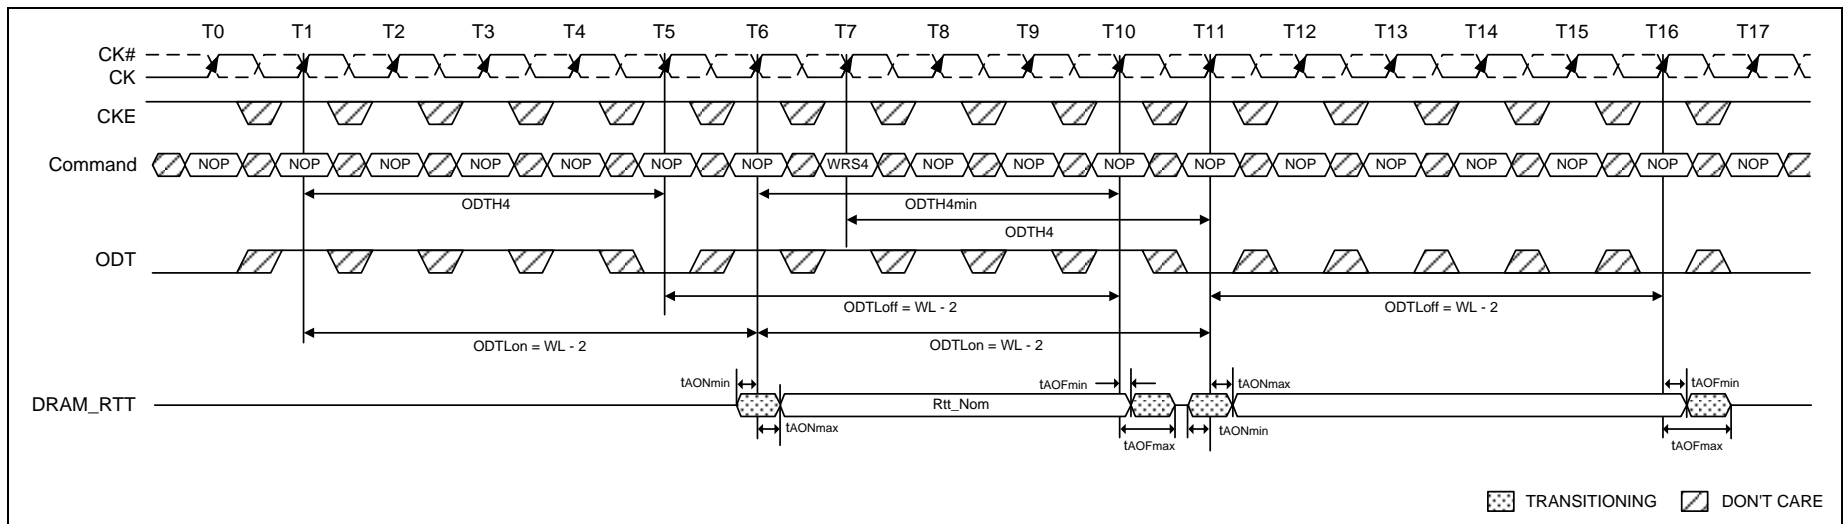 T0 T1 T2 T3 T4 T5 T6 T7 T8 T9 T10 T11 T12 T13 T14 T15 T16 T17
CK#
CK
CKE
Command NOP NOP NOP NOP NOP NOP NOP WRS4 NOP NOP NOP NOP NOP NOP NOP NOP NOP NOP
ODTH4 ODTH4min
ODTH4
ODT
ODTLoff = WL - 2 ODTLoff = WL - 2
ODTLon = WL - 2 ODTLon = WL - 2
tAONmin tAOFmin tAONmax tAOFmin
DRAM_RTT Rtt_Nom
tAONmax tAOFmax tAONmin tAOFmax
TRANSITIONING DON'T CARE